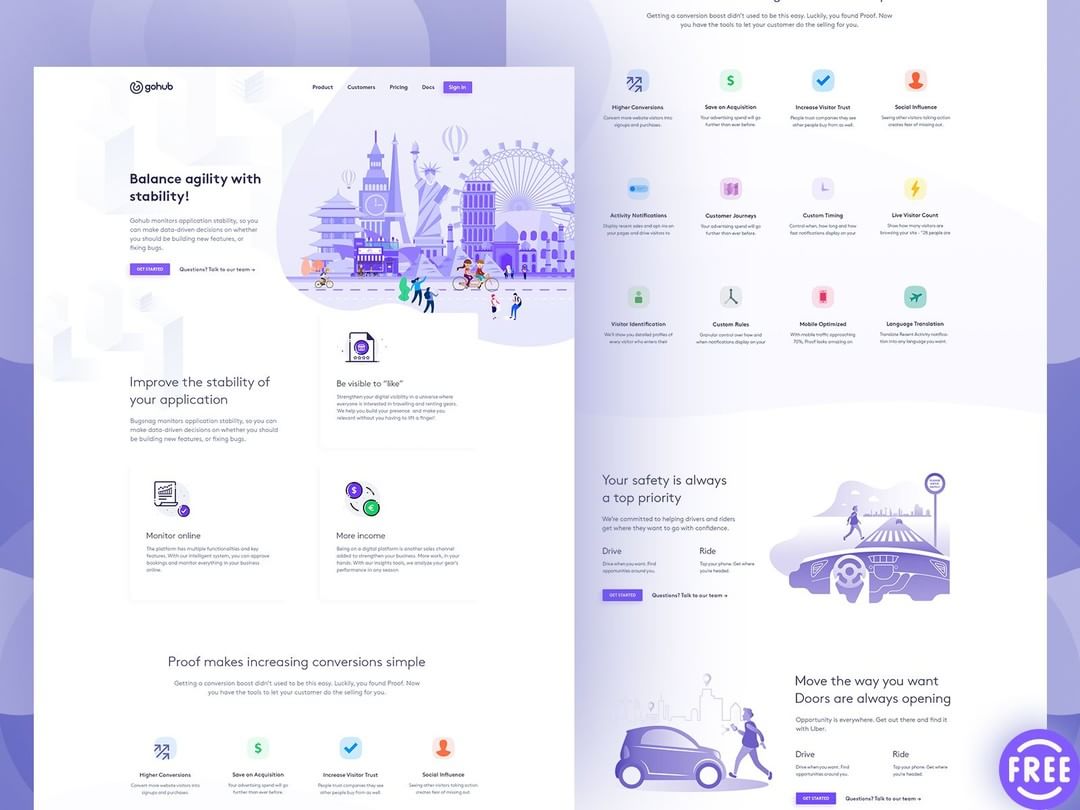 gohub
Product
Customers
Pricing
Docs
Sign In
Balance agility with
stability!
Gohub monitors application stability, so you
can make data-driven decisions on whether
you should be building new features, or
fixing bugs.
GET STARTED
Questions? Talk to our team →
Be visible to “like”
Strengthen your digital visiblity in a universe where
everyone is interested in travelling and renting gears.
We help you build your presence and make you
relevant without you having to lift a finger!
Improve the stability of
your application
Bugsnag monitors application stability, so you can
make data-driven decisions on whether you should
be building new features, or fixing bugs.
Monitor online
The platform has multiple functionalities and key
features. With our intelligent system, you can approve
bookings and monitor everything in your business
online.
More income
Being on a digital platform is another sales channel
added to strengthen your business. More work, in your
hands. With our insights tools, we analyze your gear's
performance in any season
Proof makes increasing conversions simple
Getting a conversion boost didn't used to be this easy. Luckily, you found Proof. Now
you have the tools to let your customer do the selling for you.
Higher Conversions
Convert more website visitors into
signups and purchases.
Save on Acquisition
Your advertising spend will go
further than ever before.
Increase Visitor Trust
People trust companies they see
other people buy from as well.
Social Influence
Seeing other visitors taking action
creates fear of missing out.
Getting a conversion boost didn't used to be this easy. Luckily, you found Proof. Now
you have the tools to let your customer do the selling for you.
Higher Conversions
Convert more website visitors into
signups and purchases.
Save on Acquisition
Your advertising spend will go
further than ever before.
Increase Visitor Trust
People trust companies they see
other people buy from as well.
Social Influence
Seeing other visitors taking action
creates fear of missing out.
Activity Notifications
Display recent sales and opt-ins on
your pages and drive visitors to
Customer Journeys
Your advertising spend will go
further than ever before.
Custom Timing
Control when, how long and how
fast notifications display on your
Live Visitor Count
Show how many visitors are
browsing your site - "26 people are
Visitor Identification
We'll show you detailed profiles of
every visitor who enters their
Custom Rules
Granular control over how and
when notifications display on your
Mobile Optimized
With mobile traffic approaching
70%, Proof looks amazing on
Language Translation
Translate Recent Activity notifica-
tion into any language you want.
Your safety is always
a top priority
We're committed to helping drivers and riders
get where they want to go with confidence.
Drive
Drive when you want. Find
opportunities around you.
Ride
Tap your phone. Get where
you're headed.
GET STARTED
Questions? Talk to our team →
Move the way you want
Doors are always opening
Opportunity is everywhere. Get out there and find it
with Uber.
Drive
Drive when you want. Find
opportunities around you.
Ride
Tap your phone. Get where
you're headed.
GET STARTED
Questions? Talk to our team →
FREE